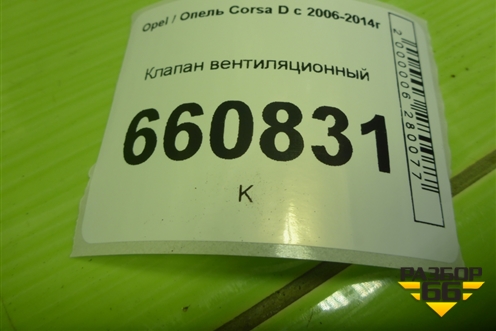 Opel / Опель Corsa D с 2006-2014г
Клапан вентиляционный
660831
К
2000006280077
РАЗБОР
66